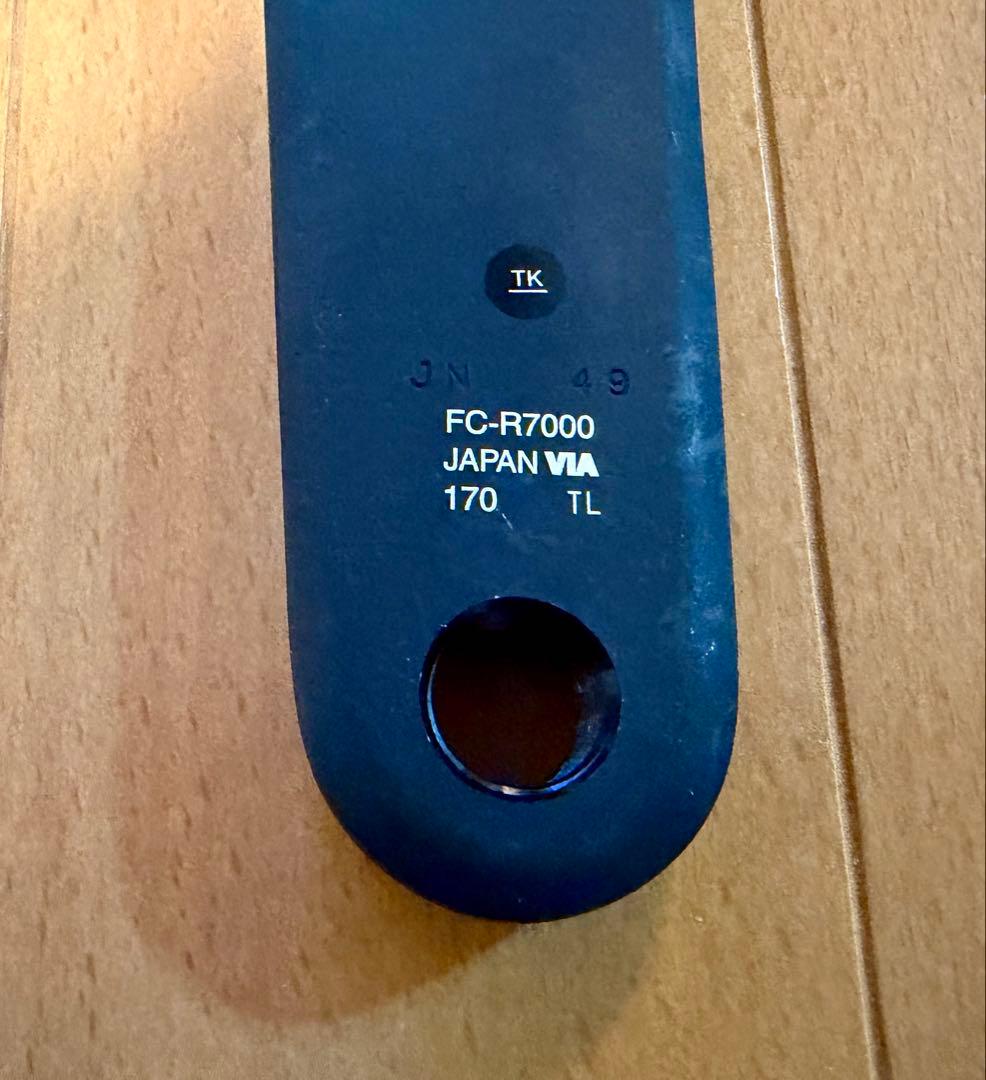 TK
JN 49
FC-R7000
JAPAN VIA
170 TL